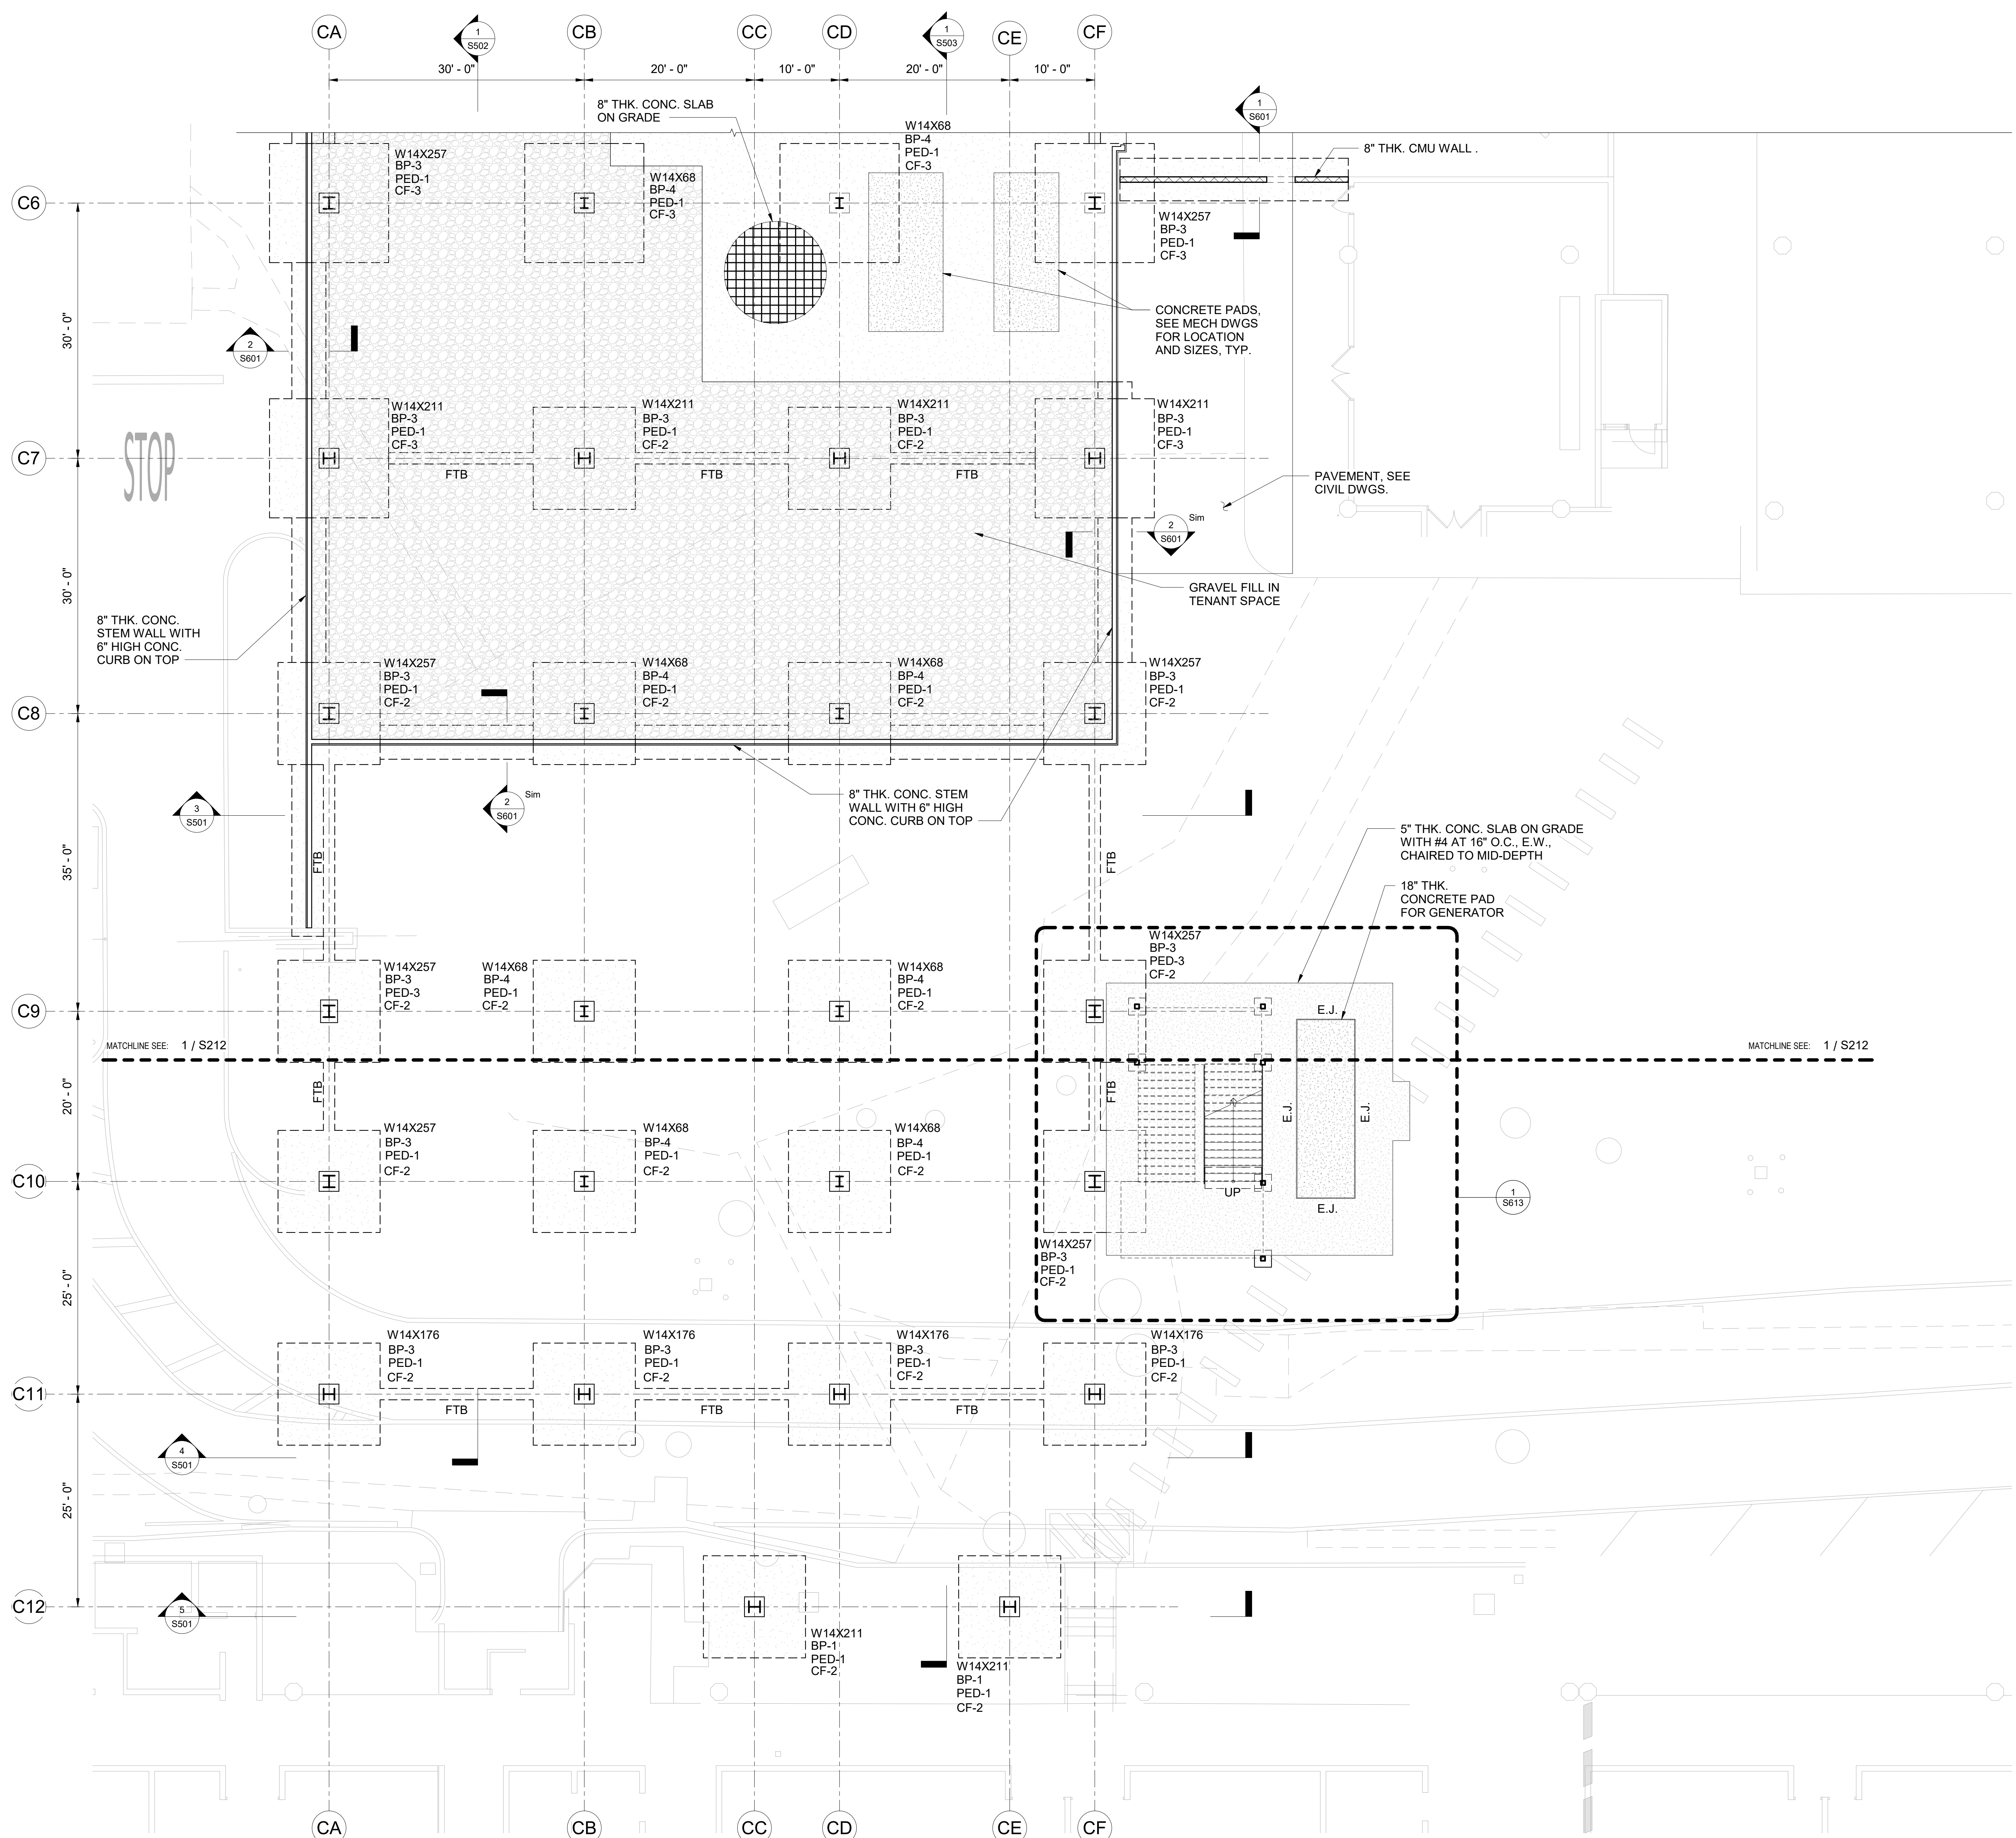 CA
CB
CC
CD
CE
CF
1
S502
1
S503
30' - 0"
20' - 0"
10' - 0"
20' - 0"
10' - 0"
8" THK. CONC. SLAB
ON GRADE
1
S601
8" THK. CMU WALL .
W14X257
BP-3
PED-1
CF-3
W14X68
BP-4
PED-1
CF-3
W14X68
BP-4
PED-1
CF-3
W14X257
BP-3
PED-1
CF-3
C6
30' - 0"
2
S601
CONCRETE PADS,
SEE MECH DWGS
FOR LOCATION
AND SIZES, TYP.
W14X211
BP-3
PED-1
CF-3
W14X211
BP-3
PED-1
CF-2
W14X211
BP-3
PED-1
CF-2
W14X211
BP-3
PED-1
CF-3
STOP
C7
FTB
FTB
FTB
PAVEMENT, SEE
CIVIL DWGS.
2
S601
Sim
30' - 0"
GRAVEL FILL IN
TENANT SPACE
8" THK. CONC.
STEM WALL WITH
6" HIGH CONC.
CURB ON TOP
W14X257
BP-3
PED-1
CF-2
W14X68
BP-4
PED-1
CF-2
W14X68
BP-4
PED-1
CF-2
W14X257
BP-3
PED-1
CF-2
C8
3
S501
2
S601
Sim
8" THK. CONC. STEM
WALL WITH 6" HIGH
CONC. CURB ON TOP
35' - 0"
FTB
FTB
5" THK. CONC. SLAB ON GRADE
WITH #4 AT 16" O.C., E.W.,
CHAIRED TO MID-DEPTH
18" THK.
CONCRETE PAD
FOR GENERATOR
W14X257
BP-3
PED-3
CF-2
W14X68
BP-4
PED-1
CF-2
W14X68
BP-4
PED-1
CF-2
W14X257
BP-3
PED-3
CF-2
C9
E.J.
MATCHLINE SEE: 1 / S212
MATCHLINE SEE: 1 / S212
20' - 0"
FTB
FTB
E.J.
E.J.
W14X257
BP-3
PED-1
CF-2
W14X68
BP-4
PED-1
CF-2
W14X68
BP-4
PED-1
CF-2
C10
UP
E.J.
1
S613
W14X257
BP-3
PED-1
CF-2
25' - 0"
W14X176
BP-3
PED-1
CF-2
W14X176
BP-3
PED-1
CF-2
W14X176
BP-3
PED-1
CF-2
W14X176
BP-3
PED-1
CF-2
C11
FTB
FTB
FTB
4
S501
25' - 0"
C12
5
S501
W14X211
BP-1
PED-1
CF-2
W14X211
BP-1
PED-1
CF-2
CA
CB
CC
CD
CE
CF